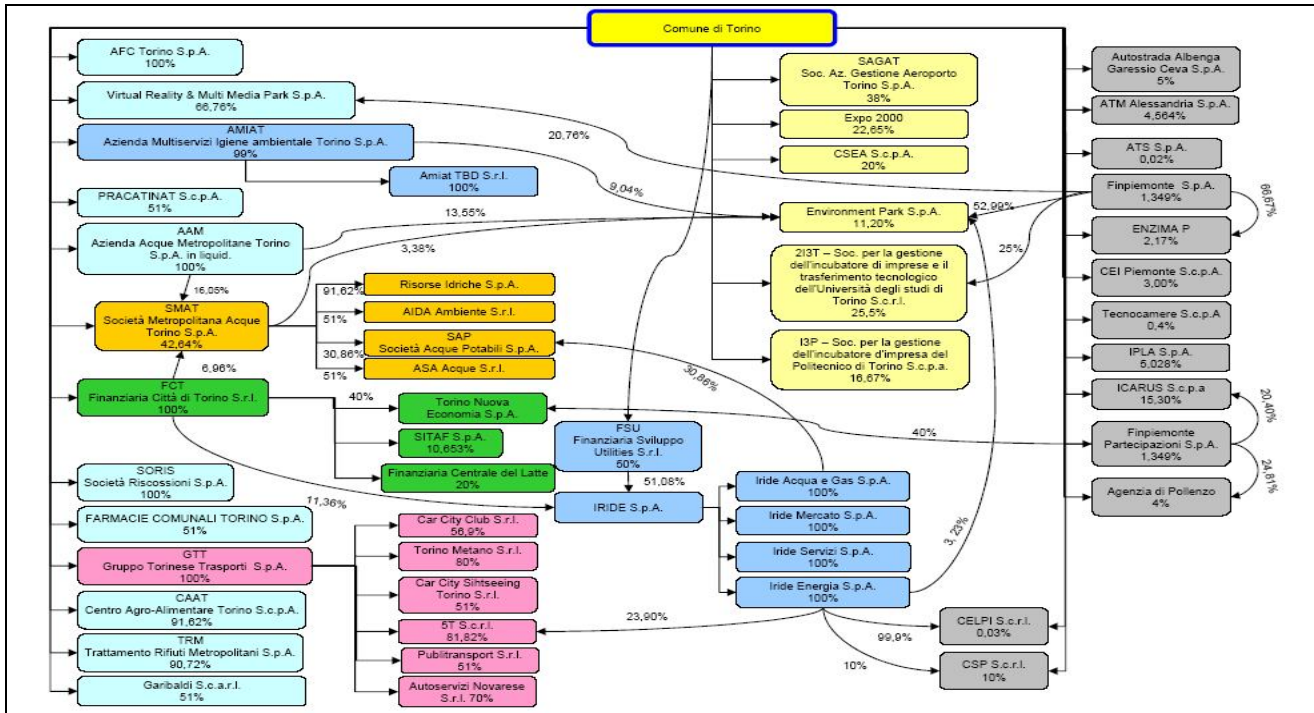 Comune di Torino
AFC Torino S.p.A.
100%
Virtual Reality & Multi Media Park S.p.A.
66,76%
AMIAT
Azienda Multiservizi Igiene ambientale Torino S.p.A.
99%
Amiat TBD S.r.l.
100%
PRACATINAT S.c.p.A.
51%
AAM
Azienda Acque Metropolitane Torino
S.p.A. in liquid.
100%
16,05%
SMAT
Società Metropolitana Acque
Torino S.p.A.
42,64%
6,96%
FCT
Finanziaria Città di Torino S.r.l.
100%
SORIS
Società Riscossioni S.p.A.
100%
FARMACIE COMUNALI TORINO S.p.A.
51%
GTT
Gruppo Torinese Trasporti S.p.A.
100%
CAAT
Centro Agro-Alimentare Torino S.c.p.A.
91,62%
TRM
Trattamento Rifiuti Metropolitani S.p.A.
90,72%
Garibaldi S.c.a.r.l.
51%
20,76%
9,04%
13,55%
3,38%
91,62%
Risorse Idriche S.p.A.
51%
AIDA Ambiente S.r.l.
30,86%
SAP
Società Acque Potabili S.p.A.
51%
ASA Acque S.r.l.
40%
Torino Nuova
Economia S.p.A.
SITAF S.p.A.
10,653%
Finanziaria Centrale del Latte
20%
11,36%
Car City Club S.r.l.
56,9%
Torino Metano S.r.l.
80%
Car City Sihtseeing
Torino S.r.l.
51%
5T S.c.r.l.
81,82%
Publitransport S.r.l.
51%
Autoservizi Novarese
S.r.l. 70%
FSU
Finanziaria Sviluppo
Utilities S.r.l.
50%
51,08%
IRIDE S.p.A.
SAGAT
Soc. Az. Gestione Aeroporto
Torino S.p.A.
38%
Expo 2000
22,65%
CSEA S.c.p.A.
20%
Environment Park S.p.A.
11,20%
2I3T – Soc. per la gestione
dell'incubatore di imprese e il
trasferimento tecnologico
dell'Università degli studi di
Torino S.c.r.l.
25,5%
I3P – Soc. per la gestione
dell'incubatore d'impresa del
Politecnico di Torino S.c.p.a.
16,67%
52,99%
25%
30,86%
40%
Iride Acqua e Gas S.p.A.
100%
Iride Mercato S.p.A.
100%
Iride Servizi S.p.A.
100%
Iride Energia S.p.A.
100%
3,23%
23,90%
99,9%
10%
Autostrada Albenga
Garessio Ceva S.p.A.
5%
ATM Alessandria S.p.A.
4,564%
ATS S.p.A.
0,02%
Finpiemonte S.p.A.
1,349%
66,67%
ENZIMA P
2,17%
CEI Piemonte S.c.p.A.
3,00%
Tecnocamere S.c.p.A
0,4%
IPLA S.p.A.
5,028%
ICARUS S.c.p.a
15,30%
20,40%
Finpiemonte
Partecipazioni S.p.A.
1,349%
24,81%
Agenzia di Pollenzo
4%
CELPI S.c.r.l.
0,03%
CSP S.c.r.l.
10%